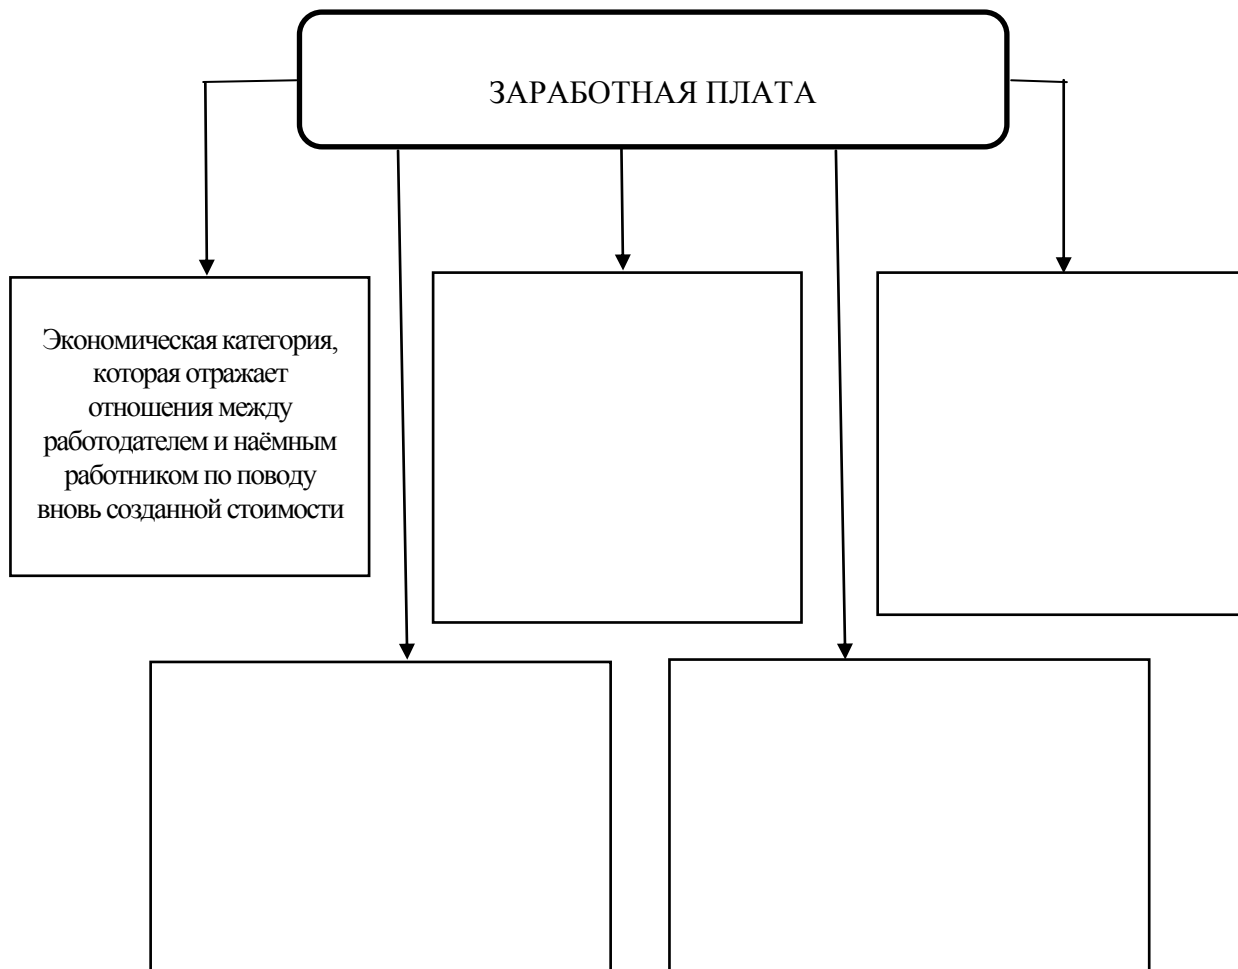 ЗАРАБОТНАЯ ПЛАТА
Экономическая категория,
которая отражает
отношения между
работодателем и наёмным
работником по поводу
вновь созданной стоимости